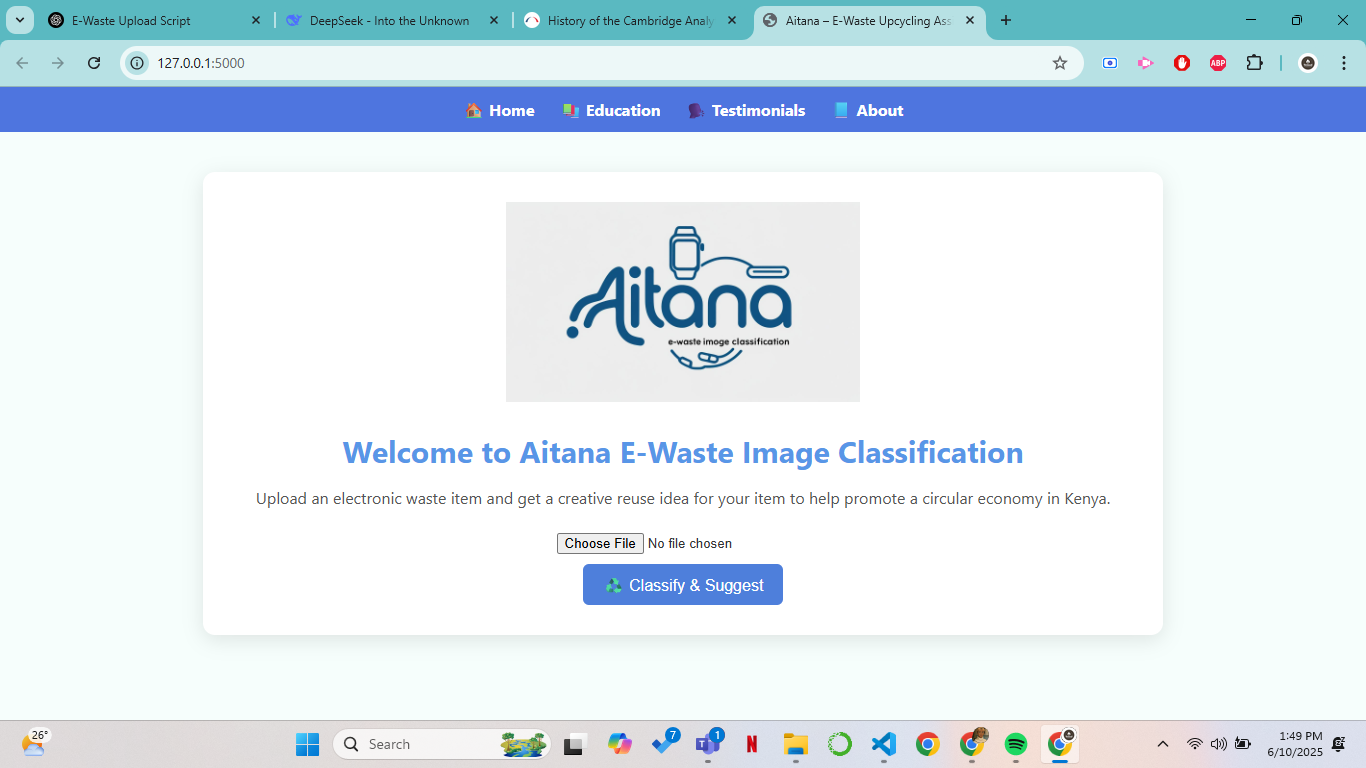 E-Waste Upload Script
DeepSeek - Into the Unknown
History of the Cambridge Analy
Aitana – E-Waste Upcycling Ass
127.0.0.1:5000
ABP
Home Education Testimonials About
Aitana
e-waste image classification
Welcome to Aitana E-Waste Image Classification
Upload an electronic waste item and get a creative reuse idea for your item to help promote a circular economy in Kenya.
Choose File No file chosen
Classify & Suggest
26°
Search
7
1
N
1:49 PM
6/10/2025